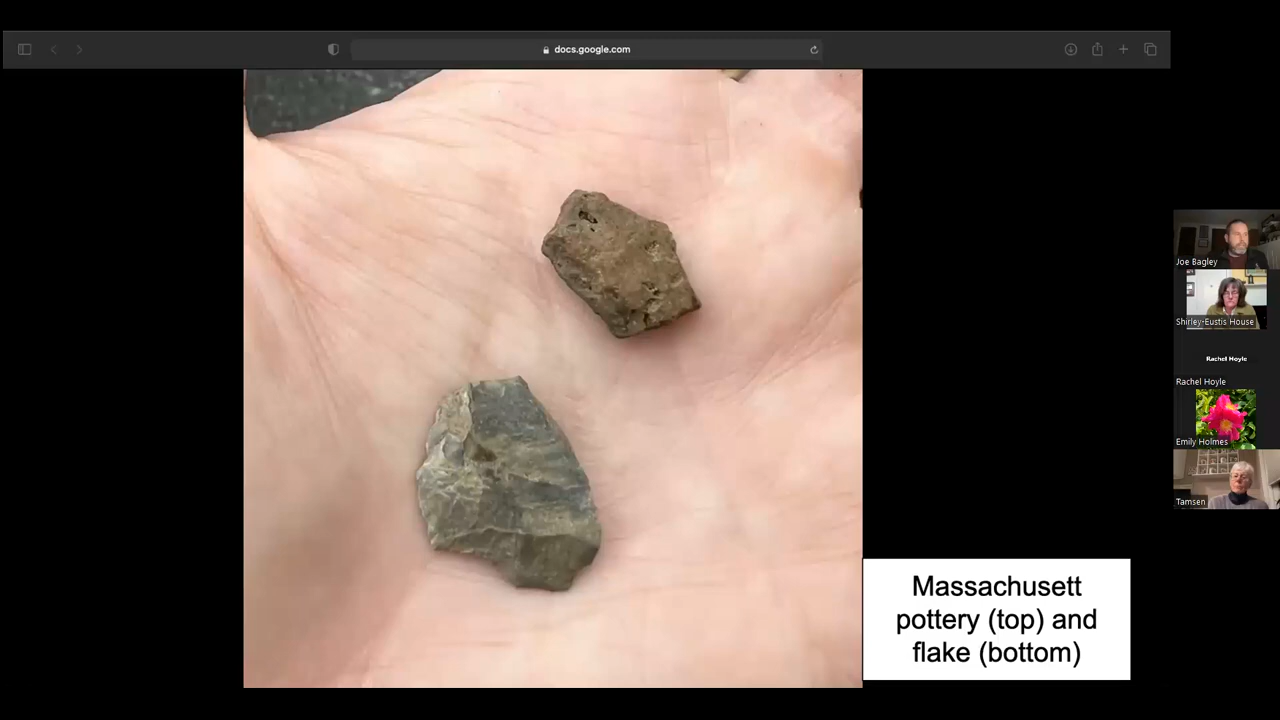 docs.google.com
Joe Bagley
Shirley-Eustis House
Rachel Hoyle
Rachel Hoyle
Emily Holmes
Tamsen
Massachusett
pottery (top) and
flake (bottom)